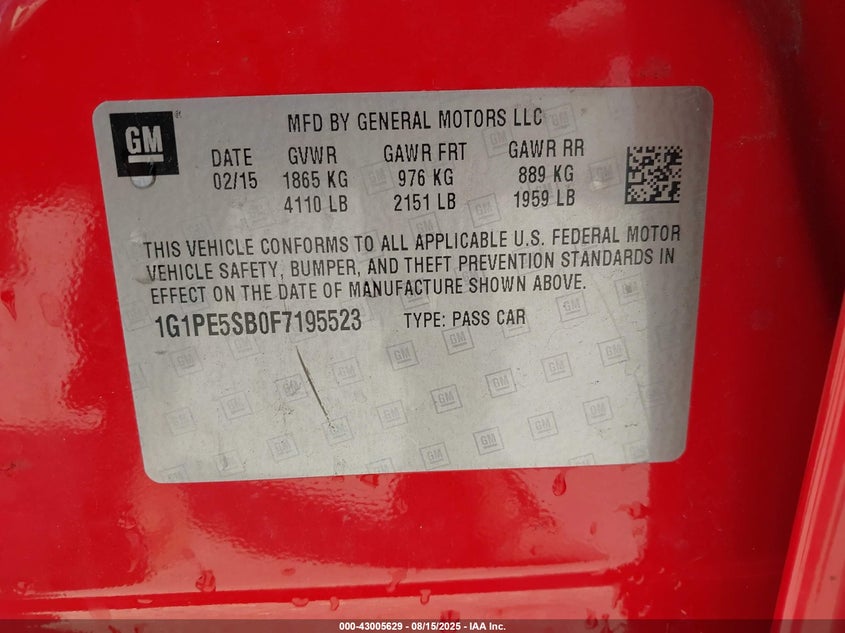 GM
MFD BY GENERAL MOTORS LLC
DATE GVWR GAWR FRT GAWR RR
02/15 1865 KG 976 KG 889 KG
4110 LB 2151 LB 1959 LB
THIS VEHICLE CONFORMS TO ALL APPLICABLE U.S. FEDERAL MOTOR
VEHICLE SAFETY, BUMPER, AND THEFT PREVENTION STANDARDS IN
EFFECT ON THE DATE OF MANUFACTURE SHOWN ABOVE.
1G1PE5SB0F7195523 TYPE: PASS CAR
000-43005629 - 08/15/2025 - IAA Inc.